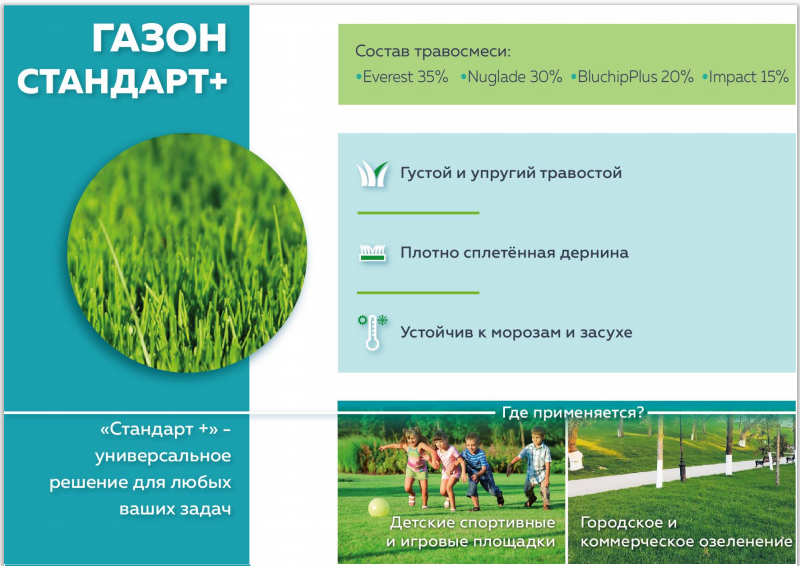 ГАЗОН
СТАНДАРТ+
Состав травосмеси:
•Everest 35% •Nuglade 30% •BluchipPlus 20% •Impact 15%
Густой и упругий травостой
Плотно сплетённая дернина
Устойчив к морозам и засухе
«Стандарт +» -
универсальное
решение для любых
ваших задач
Где применяется?
Детские спортивные
и игровые площадки
Городское и
коммерческое озеленение